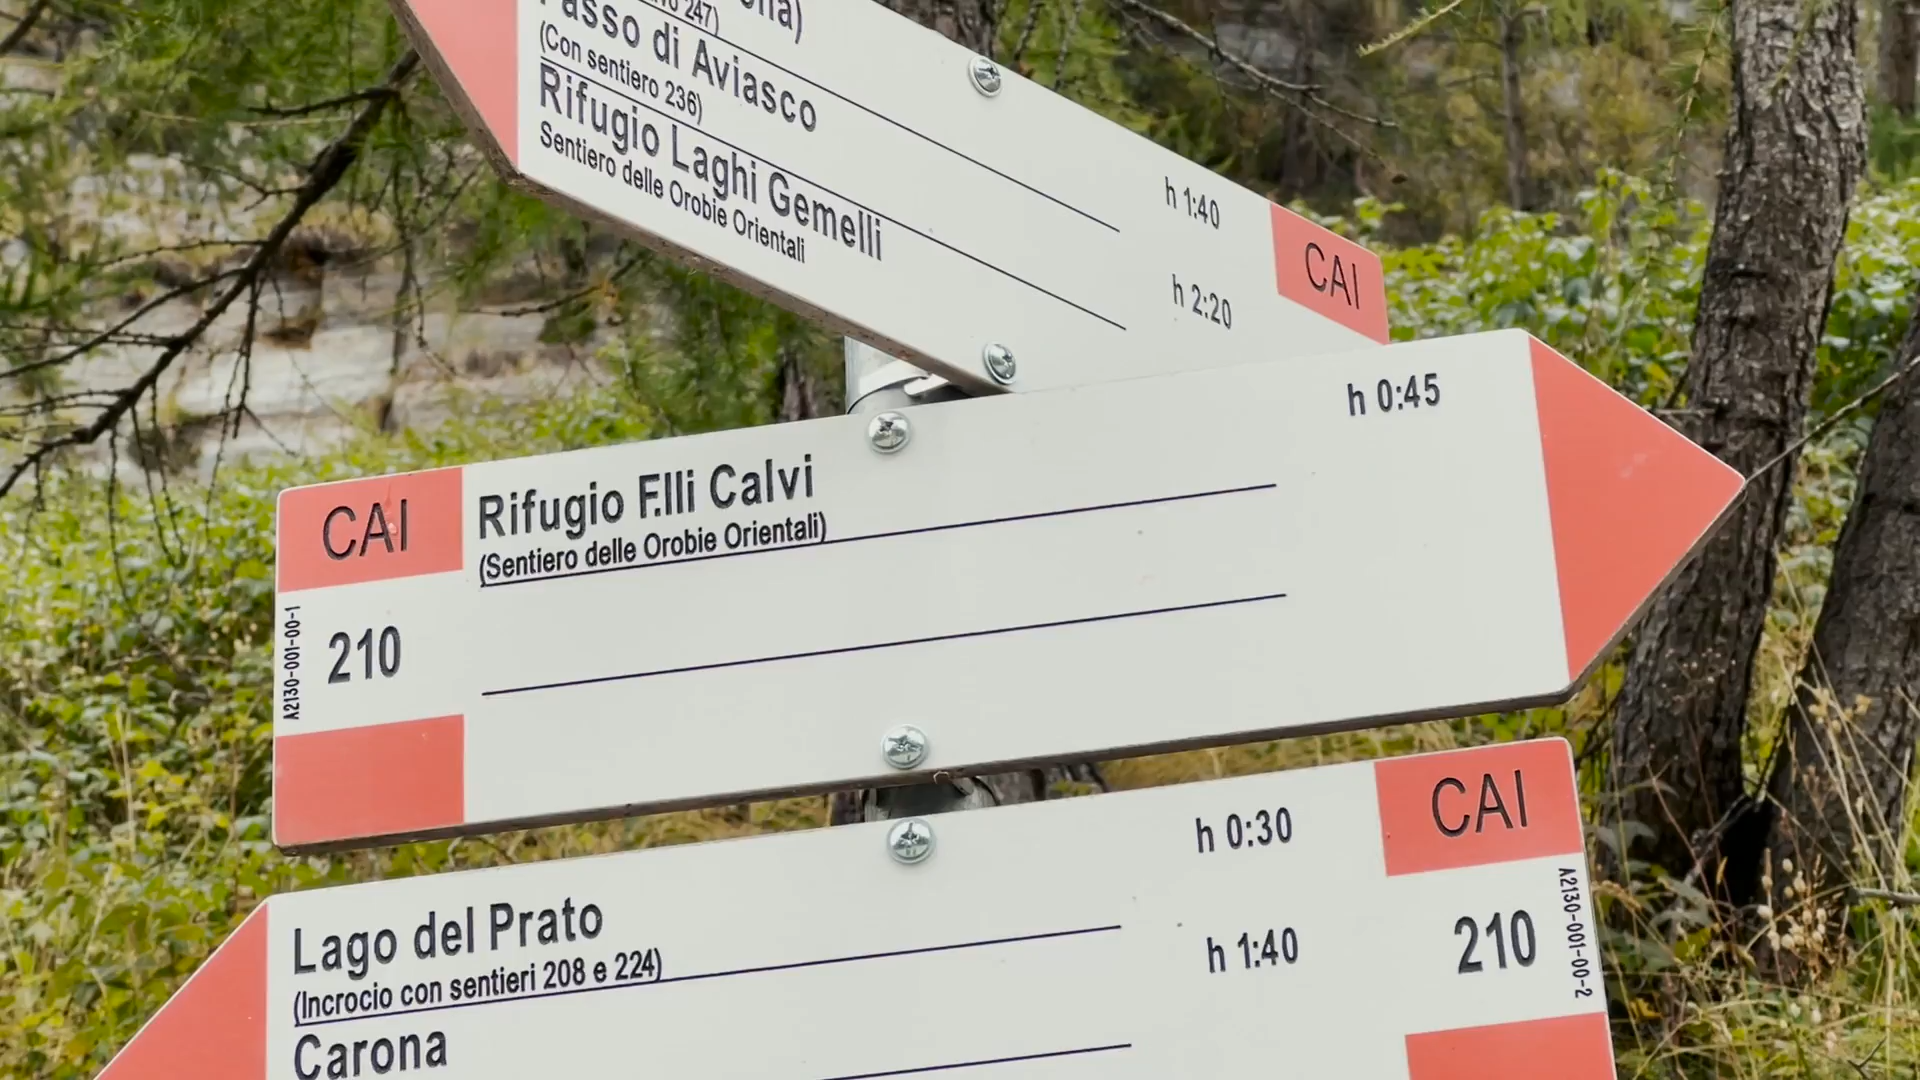 247)
Passo di Aviasco
(Con sentiero 236)
h 1:40
Rifugio Laghi Gemelli
Sentiero delle Orobie Orientali
h 2:20
CAI
CAI
Rifugio F.lli Calvi
h 0:45
(Sentiero delle Orobie Orientali)
210
A2130-001-00-1
Lago del Prato
h 0:30
CAI
(Incrocio con sentieri 208 e 224)
Carona
h 1:40
210
A2130-001-00-2